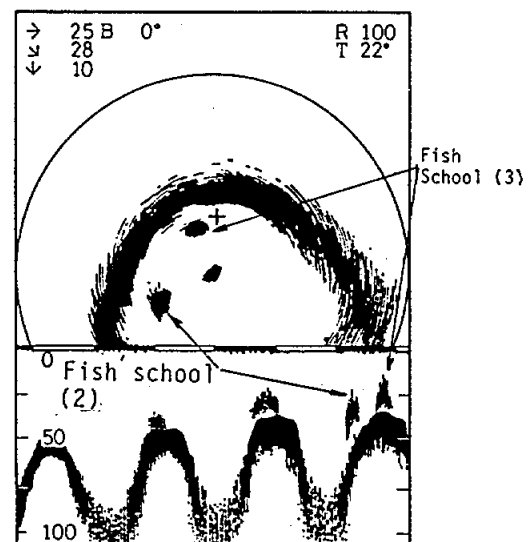 → 25 B 0° R 100
↘ 28 T 22°
↓ 10
Fish
School (3)
0
Fish school
(2)
50
100